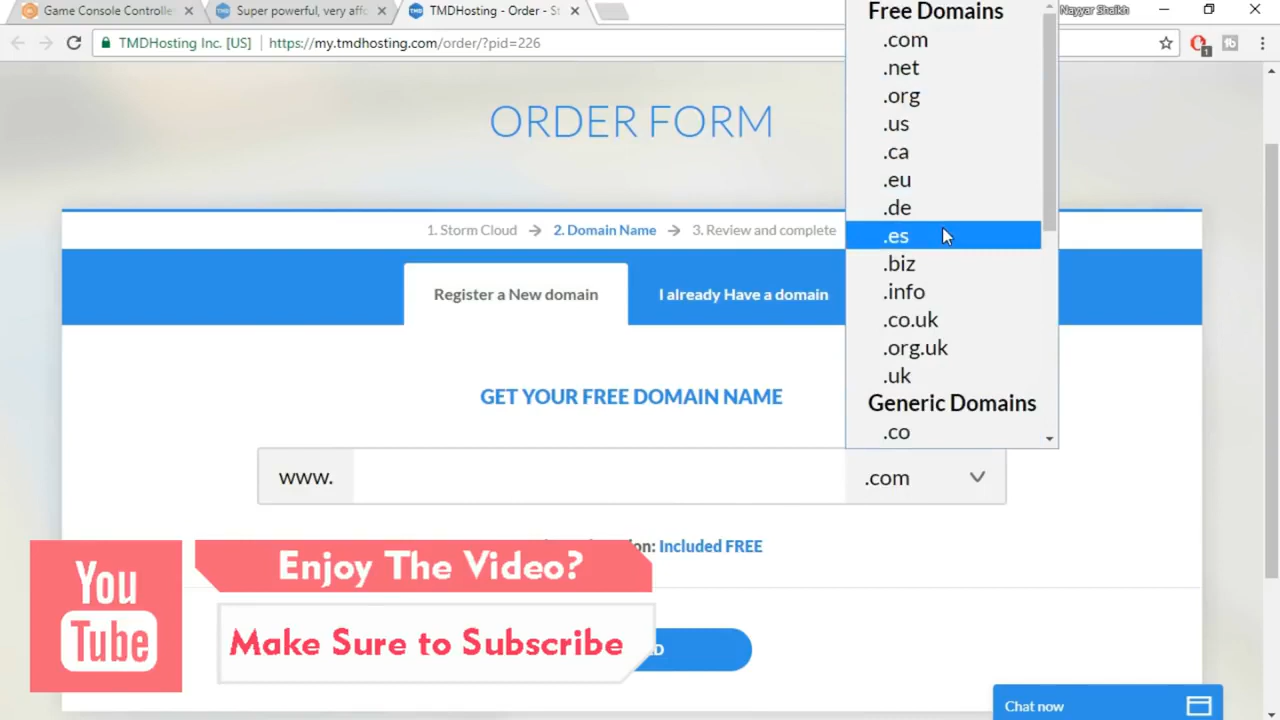 Game Console Controlle
Super powerful, very affo
TMDHosting - Order - S
Nayyar Shaikh
TMDHosting Inc. [US]
https://my.tmdhosting.com/order/?pid=226
1
Free Domains
.com
.net
.org
.us
.ca
.eu
.de
.es
.biz
.info
.co.uk
.org.uk
.uk
Generic Domains
.co
ORDER FORM
1. Storm Cloud → 2. Domain Name → 3. Review and complete
Register a New domain
I already Have a domain
GET YOUR FREE DOMAIN NAME
www.
.com
on: Included FREE
D
You
Tube
Enjoy The Video?
Make Sure to Subscribe
Chat now